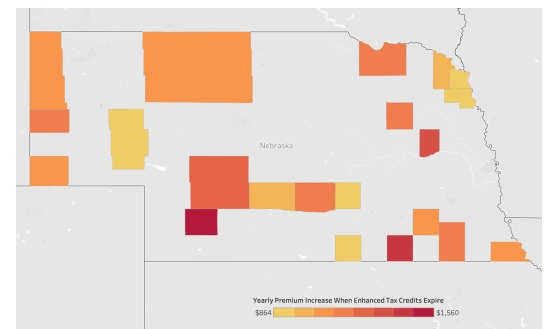 Nebraska
Yearly Premium Increase When Enhanced Tax Credits Expire
$864 $1,560